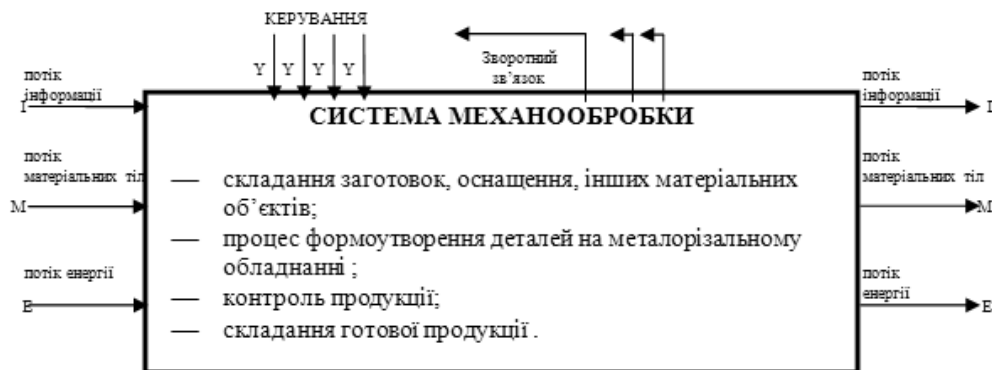 КЕРУВАННЯ
Y Y Y Y
Зворотний
зв’язок
потік
інформації
І
потік
матеріальних тіл
М
потік енергії
Е
СИСТЕМА МЕХАНООБРОБКИ
— складання заготовок, оснащення, інших матеріальних
об’єктів;
— процес формоутворення деталей на металорізальному
обладнанні ;
— контроль продукції;
— складання готової продукції .
потік
інформації
І
потік
матеріальних тіл
М
потік
енергії
Е